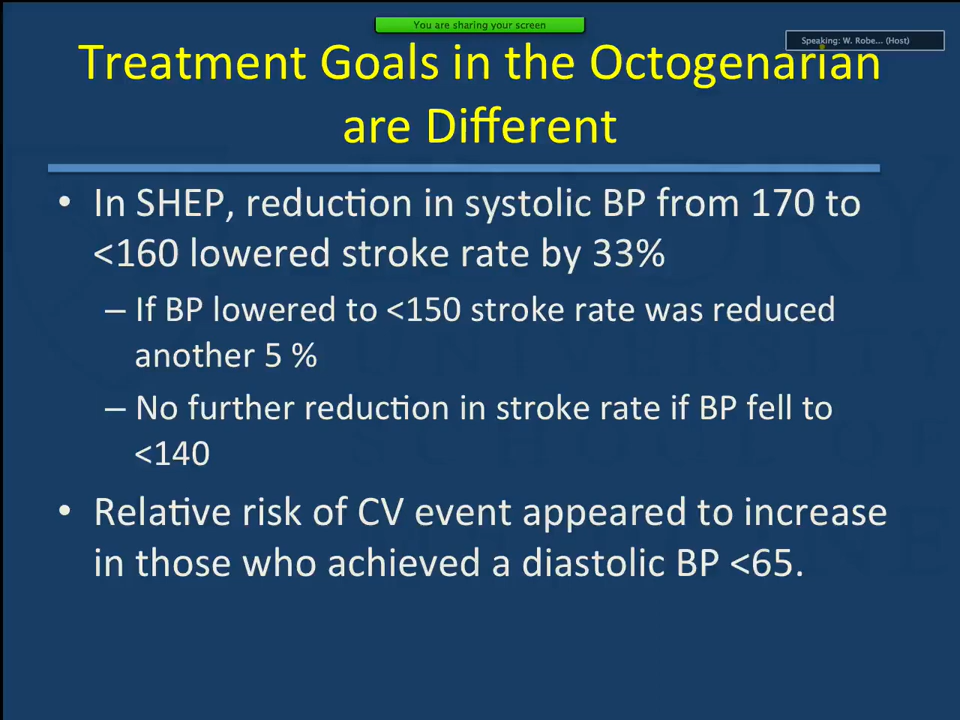 You are sharing your screen
Speaking: W. Robe... (Host)
Treatment Goals in the Octogenarian
are Different
• In SHEP, reduction in systolic BP from 170 to
<160 lowered stroke rate by 33%
– If BP lowered to <150 stroke rate was reduced
another 5 %
– No further reduction in stroke rate if BP fell to
<140
• Relative risk of CV event appeared to increase
in those who achieved a diastolic BP <65.